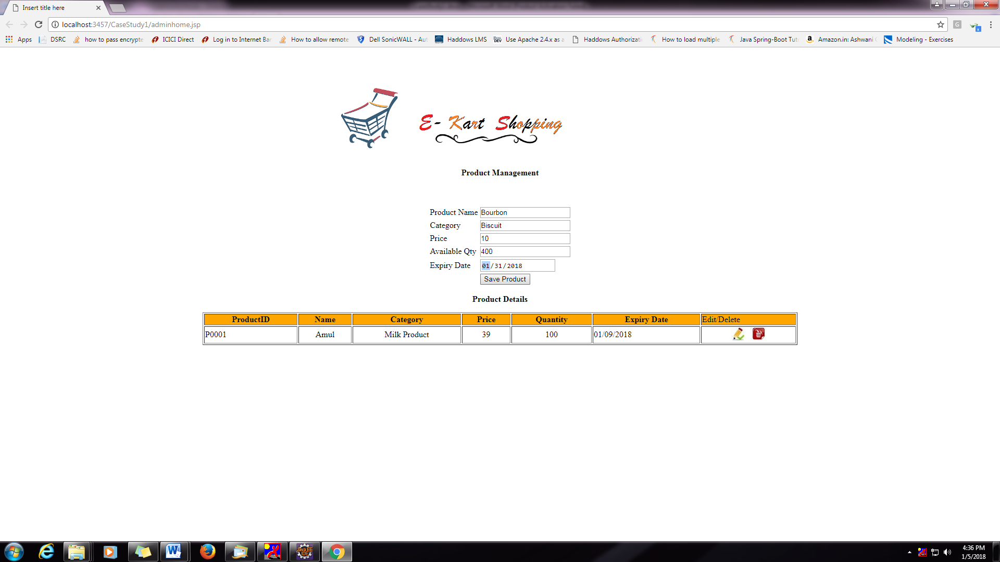 Insert title here
localhost:3457/CaseStudy1/adminhome.jsp
Apps DSRC how to pass encrypte ICICI Direct Log in to Internet Ban How to allow remote Dell SonicWALL - Aut Haddows LMS Use Apache 2.4.x as a Haddows Authorizati How to load multiple Java Spring-Boot Tut Amazon.in: Ashwani Modeling - Exercises
E- Kart Shopping
Product Management
Product Name Bourbon
Category Biscuit
Price 10
Available Qty 400
Expiry Date 01/31/2018
Save Product
Product Details
ProductID Name Category Price Quantity Expiry Date Edit/Delete
P0001 Amul Milk Product 39 100 01/09/2018
Java EE
IDE
4:36 PM
1/5/2018